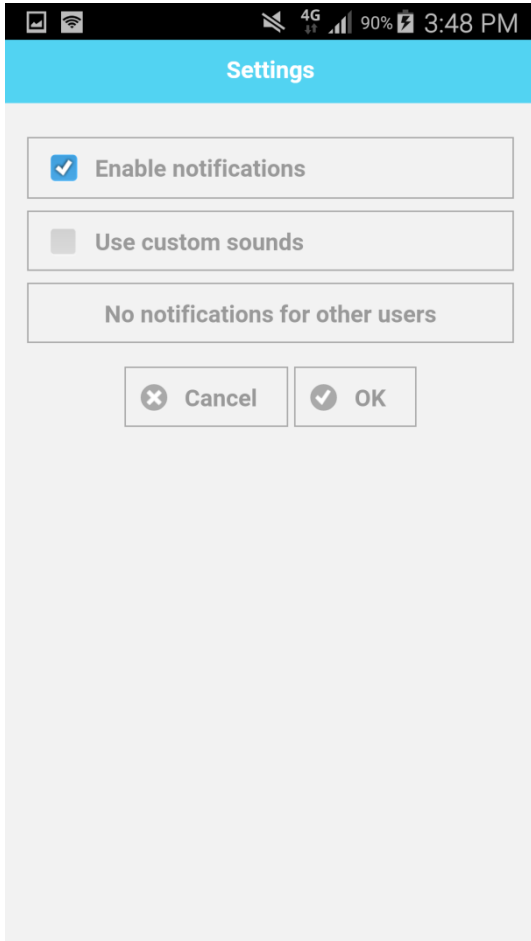 4G 90% 3:48 PM
Settings
Enable notifications
Use custom sounds
No notifications for other users
Cancel OK